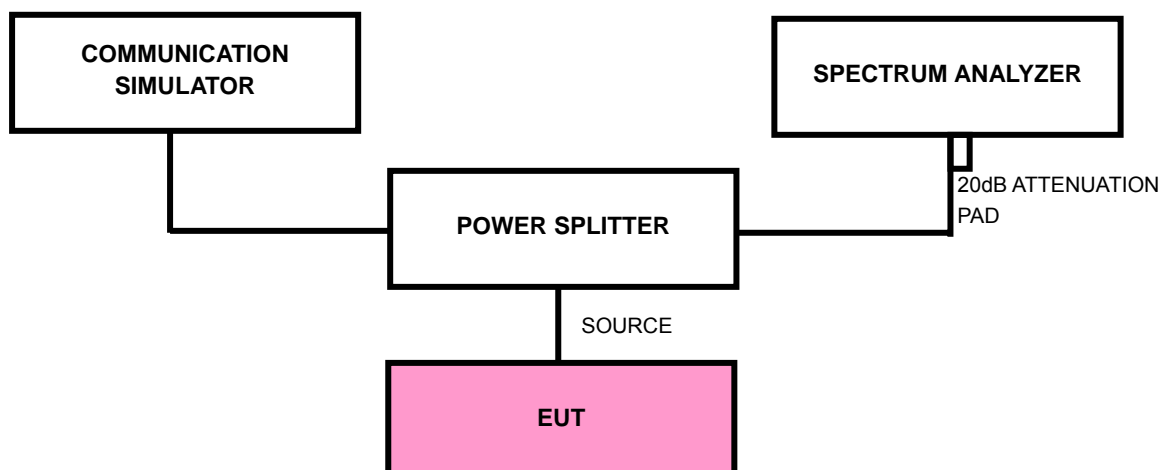 COMMUNICATION
SIMULATOR
SPECTRUM ANALYZER
20dB ATTENUATION
PAD
POWER SPLITTER
SOURCE
EUT